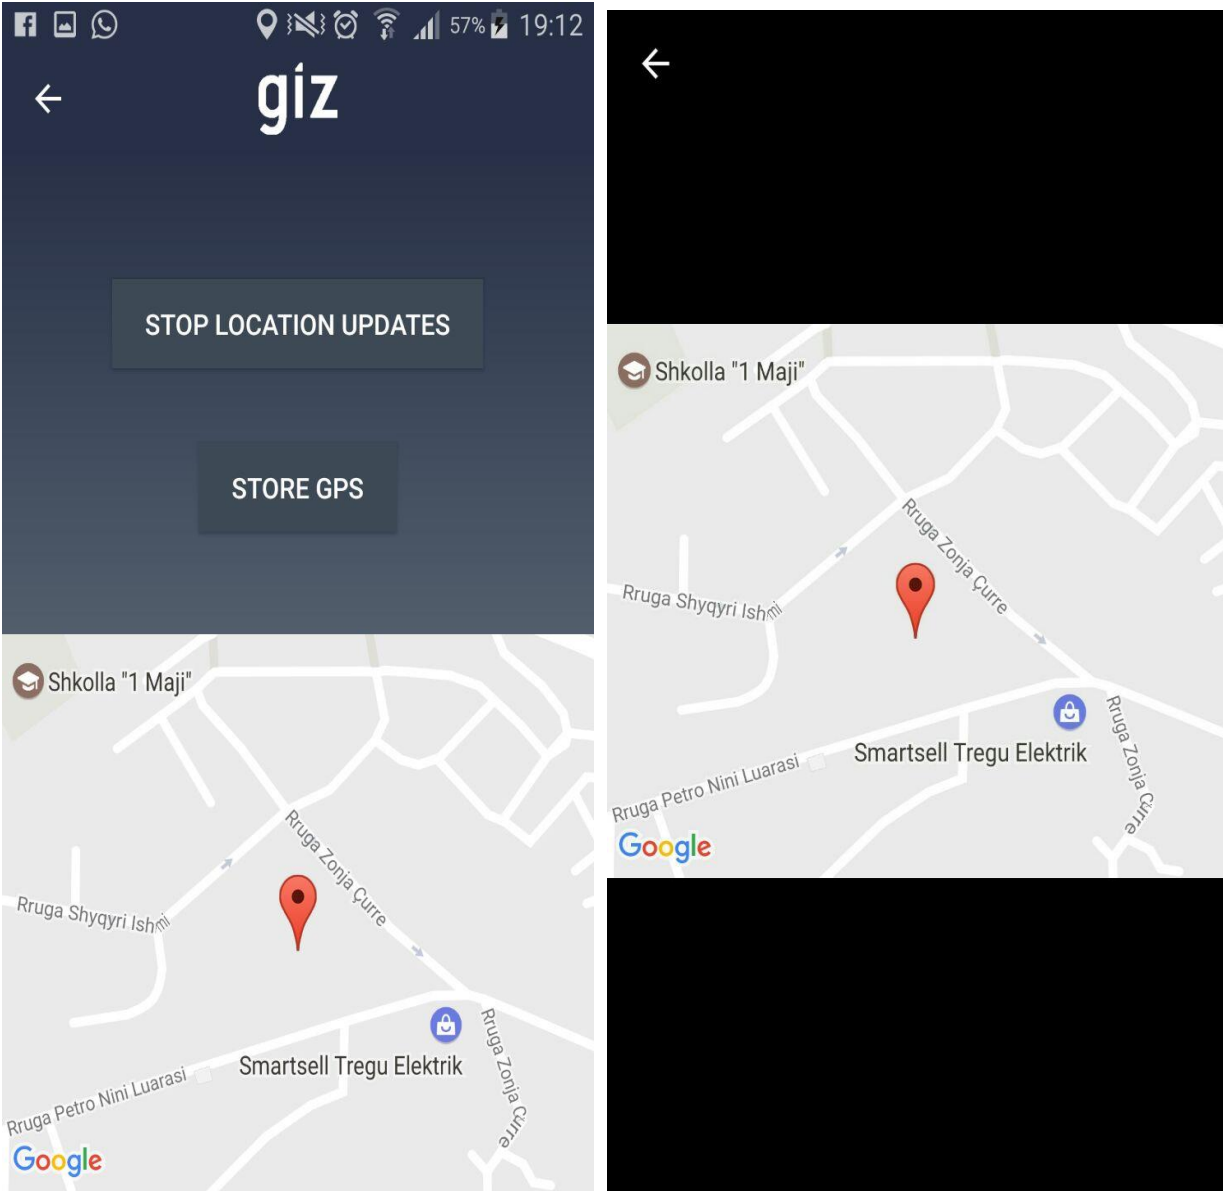 57% 19:12
giz
STOP LOCATION UPDATES
STORE GPS
Shkolla "1 Maji"
Rruga Zonja Çurre
Rruga Shyqyri Ishmi
Smartsell Tregu Elektrik
Rruga Zonja Çurre
Rruga Petro Nini Luarasi
Google
Shkolla "1 Maji"
Rruga Zonja Çurre
Rruga Shyqyri Ishmi
Smartsell Tregu Elektrik
Rruga Zonja Çurre
Rruga Petro Nini Luarasi
Google